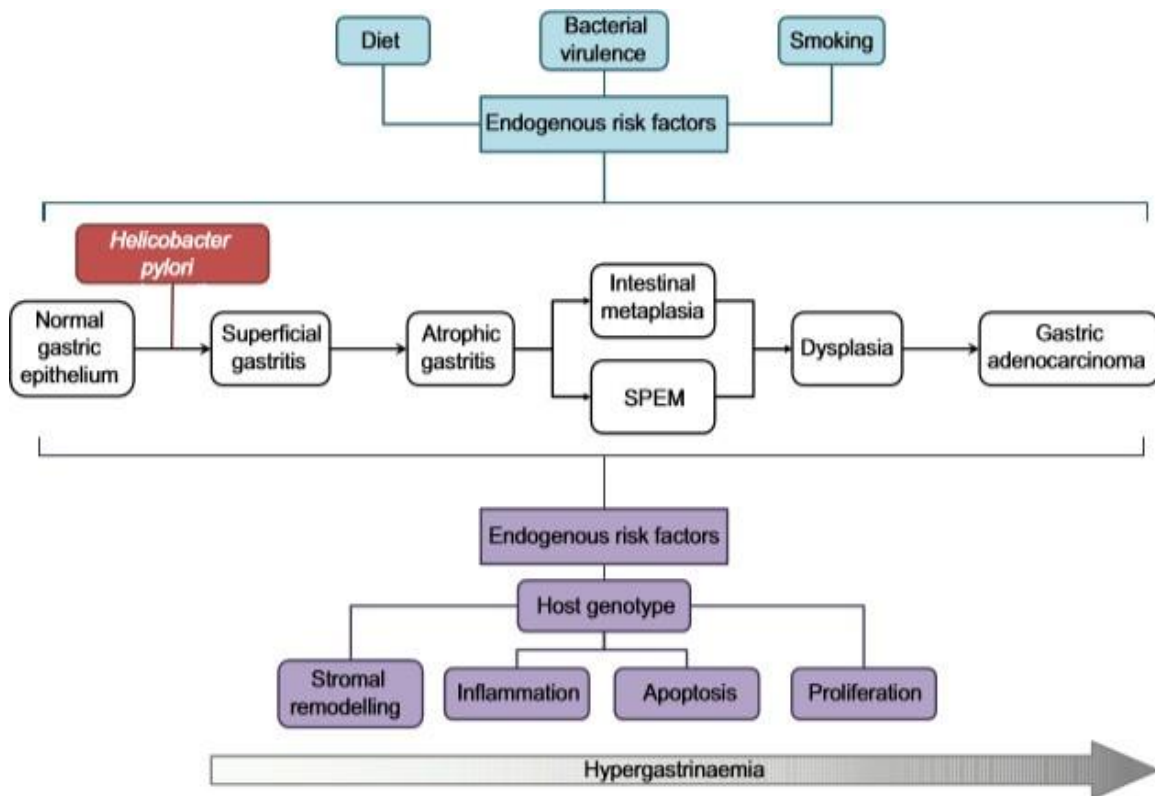 Diet
Bacterial
virulence
Smoking
Endogenous risk factors
Helicobacter
pylori
Normal
gastric
epithelium
Superficial
gastritis
Atrophic
gastritis
Intestinal
metaplasia
SPEM
Dysplasia
Gastric
adenocarcinoma
Endogenous risk factors
Host genotype
Stromal
remodelling
Inflammation
Apoptosis
Proliferation
Hypergastrinaemia